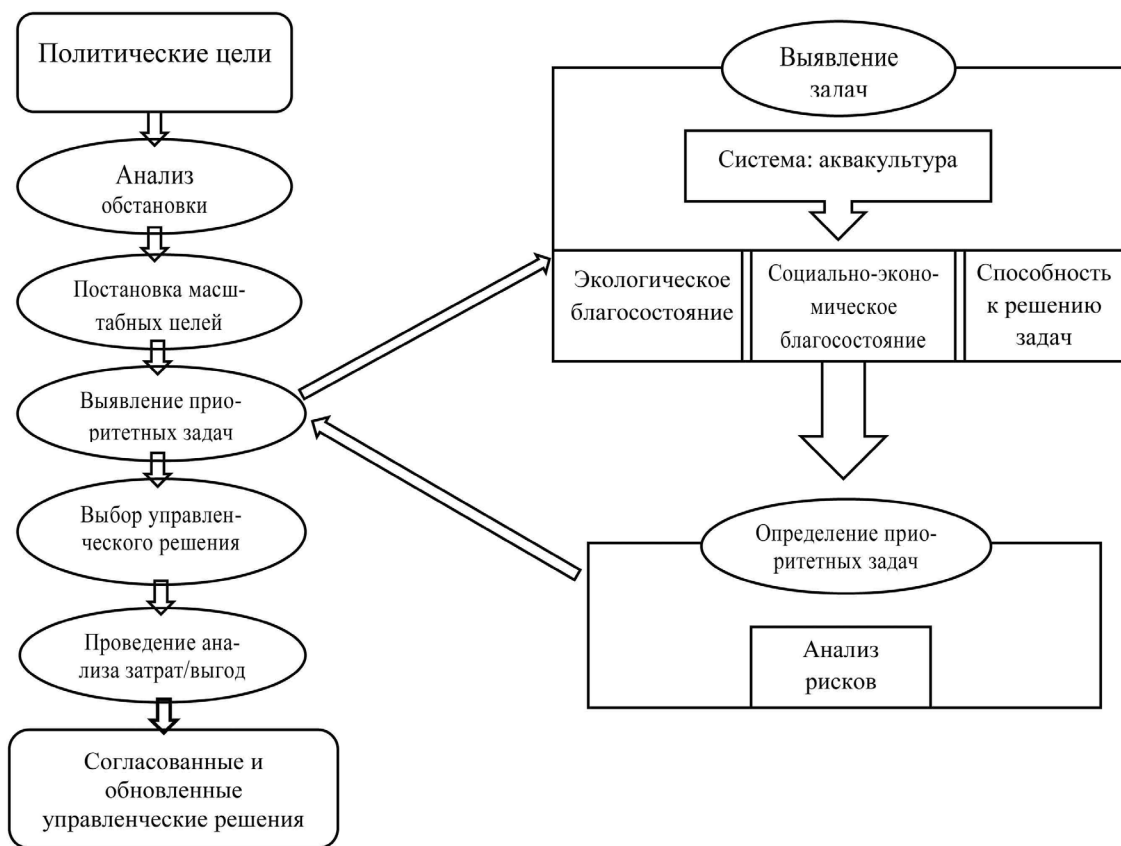 Политические цели
Анализ
обстановки
Постановка масш-
табных целей
Выявление прио-
ритетных задач
Выбор управлен-
ческого решения
Проведение ана-
лиза затрат/выгод
Согласованные и
обновленные
управленческие решения
Выявление
задач
Система: аквакультура
Экологическое
благосостояние
Социально-эконо-
мическое
благосостояние
Способность
к решению
задач
Определение прио-
ритетных задач
Анализ
рисков